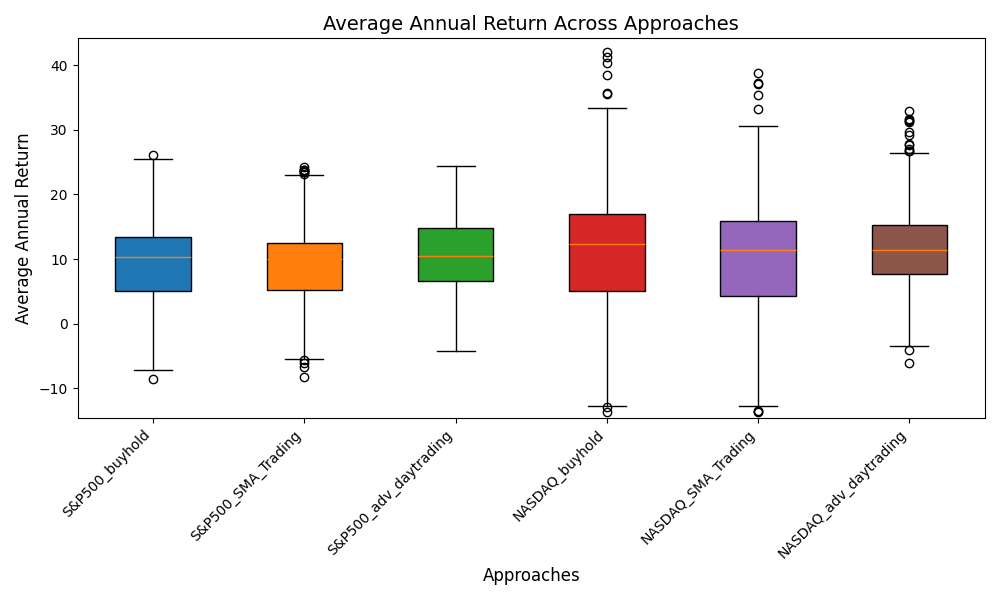 Average Annual Return Across Approaches
Average Annual Return
40
30
20
10
0
−10
S&P500_buyhold
S&P500_SMA_Trading
S&P500_adv_daytrading
NASDAQ_buyhold
NASDAQ_SMA_Trading
NASDAQ_adv_daytrading
Approaches